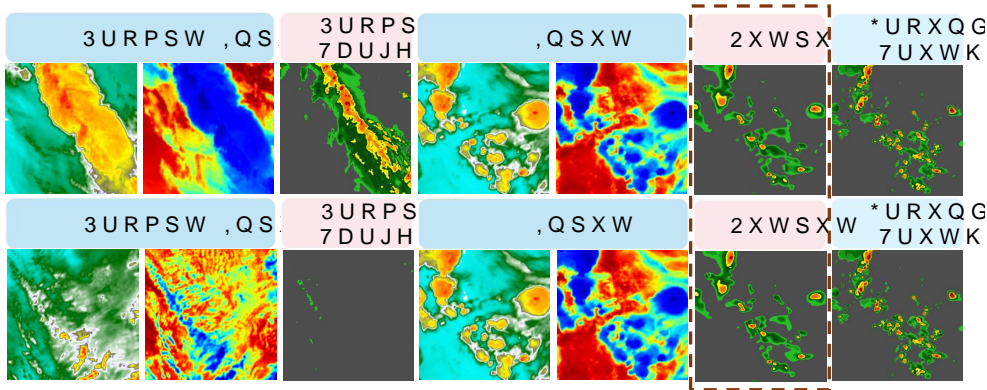 3URPSW ,QS
3URPS
7DUJH
,QSXW
2XWSX
*URXQG
7UXWK
3URPSW ,QS
3URPS
7DUJH
,QSXW
2XWSXW
*URXQG
7UXWK